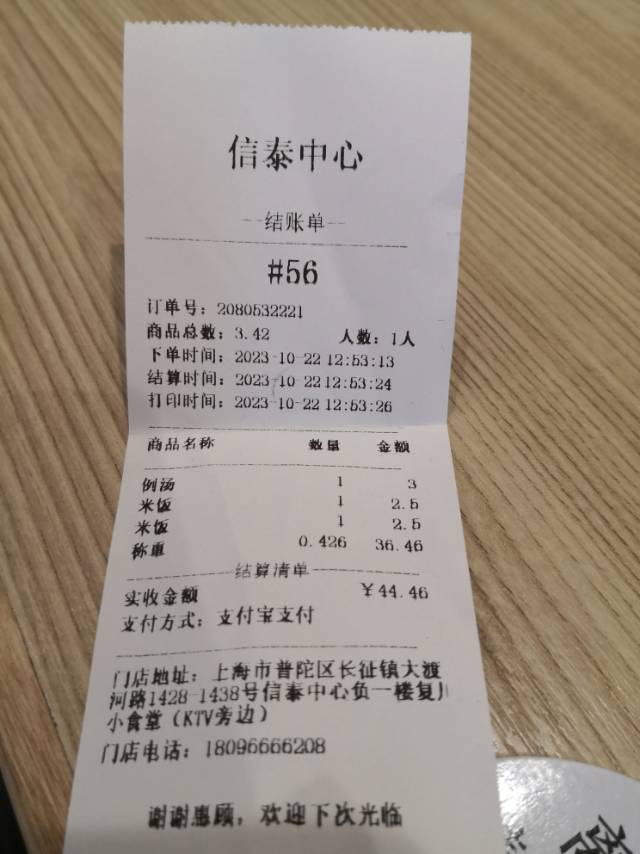 信泰中心
--结账单--
#56
订单号：2080532221
商品总数：3.42 人数：1人
下单时间：2023-10-22 12:53:13
结算时间：2023-10-22 12:53:24
打印时间：2023-10-22 12:53:26
商品名称 数量 金额
例汤 1 3
米饭 1 2.5
米饭 1 2.5
称重 0.426 36.46
结算清单
实收金额 ￥44.46
支付方式：支付宝支付
门店地址：上海市普陀区长征镇大渡
河路1428-1438号信泰中心负一楼复
小食堂（KTV旁边）
门店电话：18096666208
谢谢惠顾，欢迎下次光临